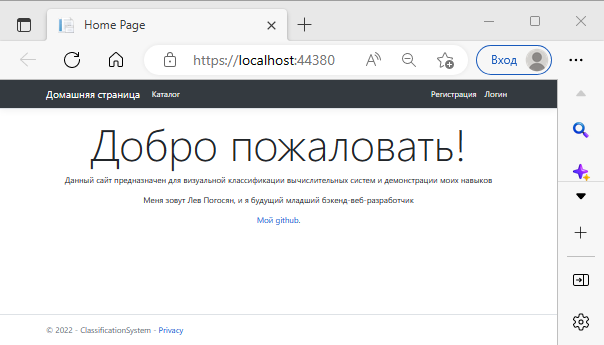 Home Page
https://localhost:44380
Вход
Домашняя страница Каталог Регистрация Логин
Добро пожаловать!
Данный сайт предназначен для визуальной классификации вычислительных систем и демонстрации моих навыков
Меня зовут Лев Погосян, и я будущий младший бэкенд-веб-разработчик
Мой github.
© 2022 - ClassificationSystem - Privacy